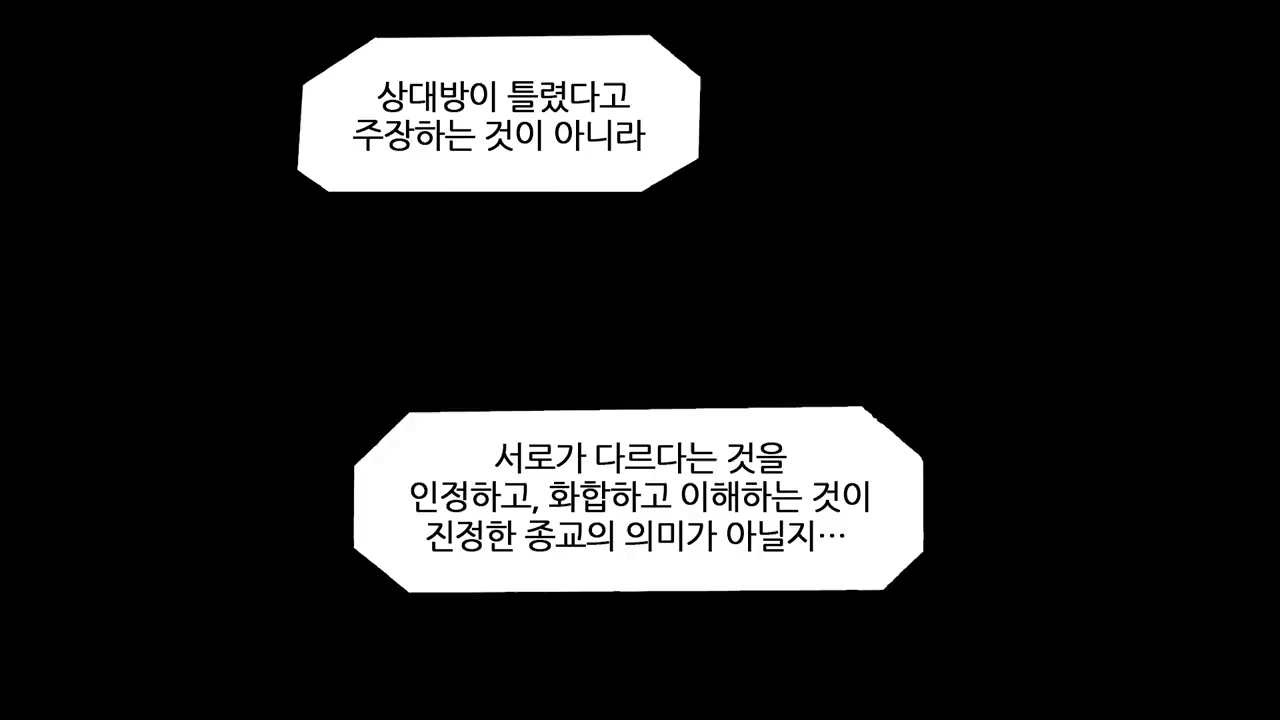 상대방이 틀렸다고
주장하는 것이 아니라
서로가 다르다는 것을
인정하고, 화합하고 이해하는 것이
진정한 종교의 의미가 아닐지…